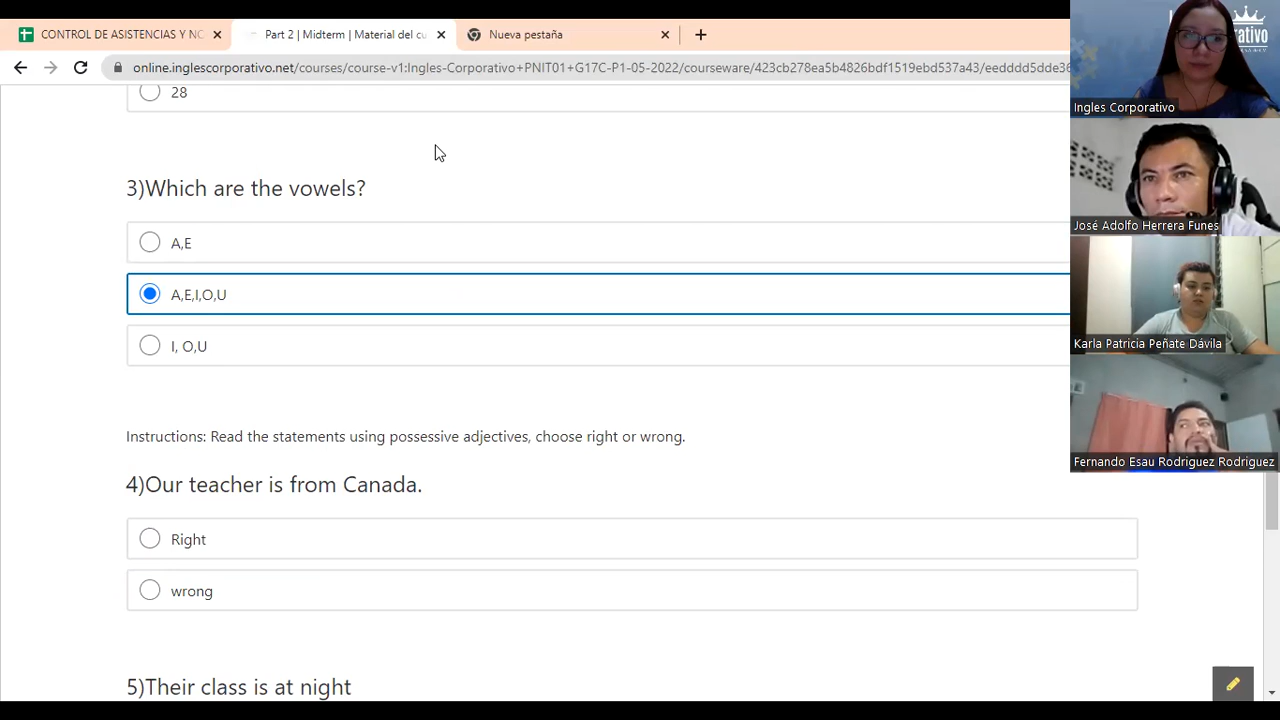 CONTROL DE ASISTENCIAS Y NO
Part 2 | Midterm | Material del cu
Nueva pestaña
online.inglescorporativo.net/courses/course-v1:Ingles-Corporativo+PNIT01+G17C-P1-05-2022/courseware/423cb278ea5b4826bdf1519ebd537a43/eedddd5dde36
28
3)Which are the vowels?
A,E
A,E,I,O,U
I, O,U
Instructions: Read the statements using possessive adjectives, choose right or wrong.
4)Our teacher is from Canada.
Right
wrong
5)Their class is at night
Ingles Corporativo
José Adolfo Herrera Funes
Karla Patricia Peñate Dávila
Fernando Esau Rodriguez Rodriguez